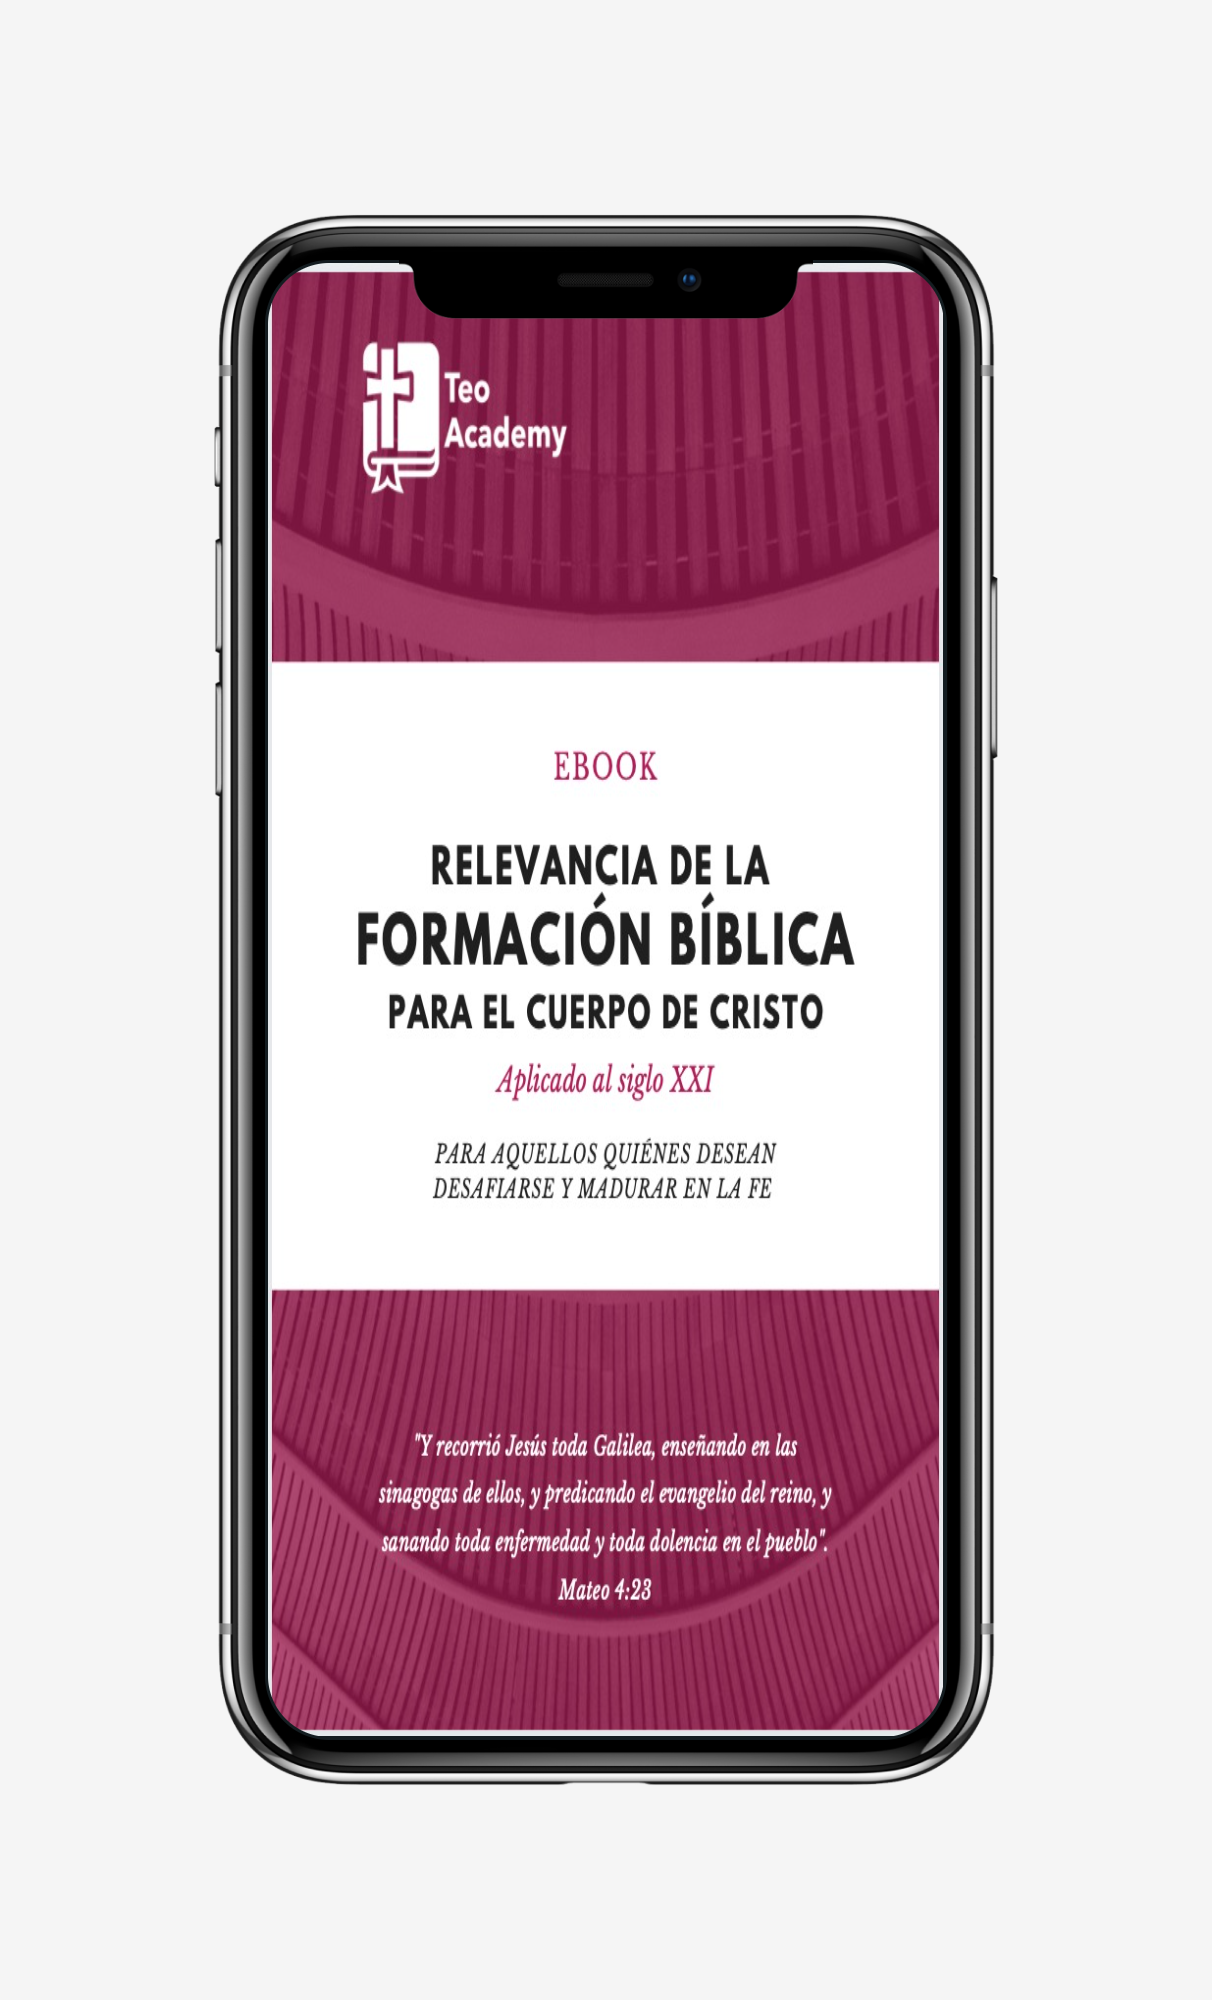 Teo
Academy
EBOOK
RELEVANCIA DE LA
FORMACIÓN BÍBLICA
PARA EL CUERPO DE CRISTO
Aplicado al siglo XXI
PARA AQUELLOS QUIÉNES DESEAN
DESAFIARSE Y MADURAR EN LA FE
"Y recorrió Jesús toda Galilea, enseñando en las
sinagogas de ellos, y predicando el evangelio del reino, y
sanando toda enfermedad y toda dolencia en el pueblo".
Mateo 4:23